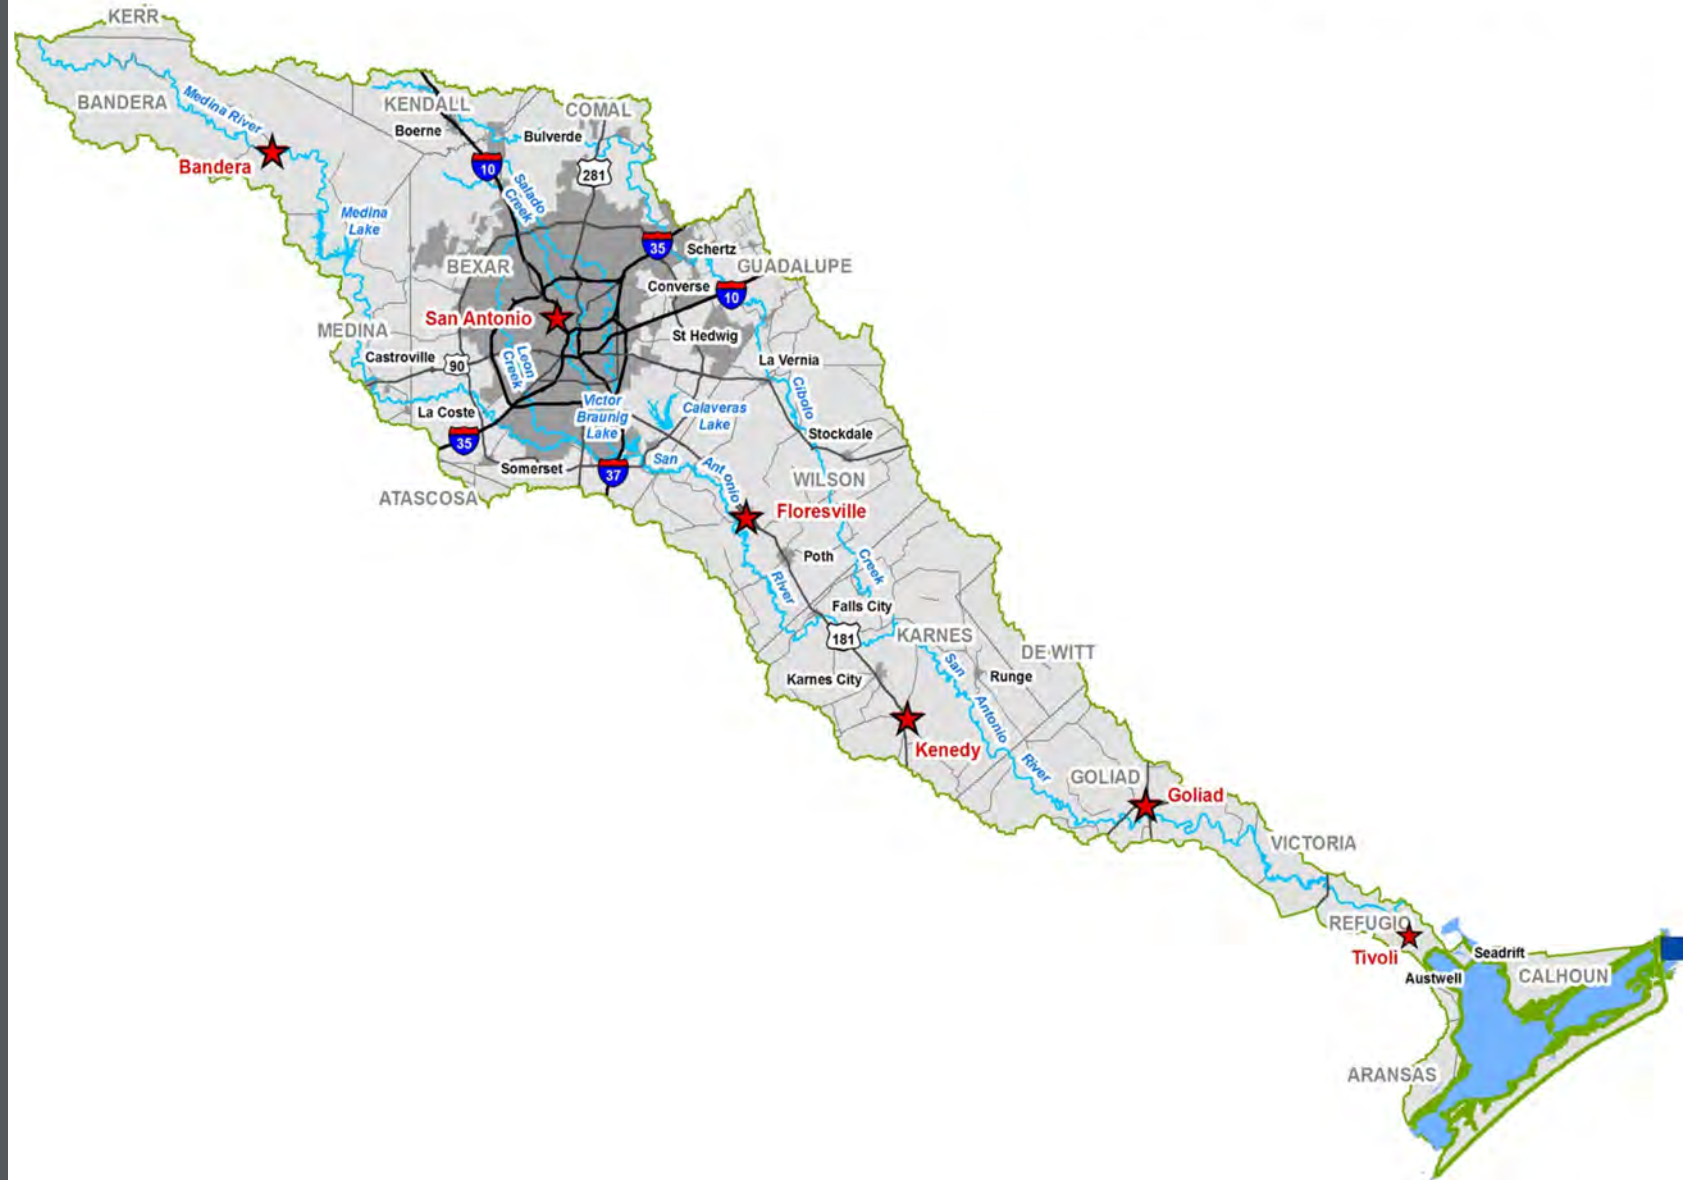 KERR
BANDERA
Medina River
KENDALL
COMAL
Boerne
Bulverde
Bandera
10
281
Salado
Creek
Medina
Lake
35
Schertz
BEXAR
GUADALUPE
Converse
10
San Antonio
MEDINA
St Hedwig
Castroville
90
Leon
Creek
La Vernia
Cibolo
La Coste
Victor
Braunig
Lake
Calaveras
Lake
35
Stockdale
Somerset
37
San
Antonio
WILSON
ATASCOSA
Floresville
Poth
Creek
River
Falls City
181
KARNES
DE WITT
San
Karnes City
Runge
Antonio
Kenedy
River
GOLIAD
Goliad
VICTORIA
REFUGIO
Tivoli
Seadrift
Austwell
CALHOUN
ARANSAS